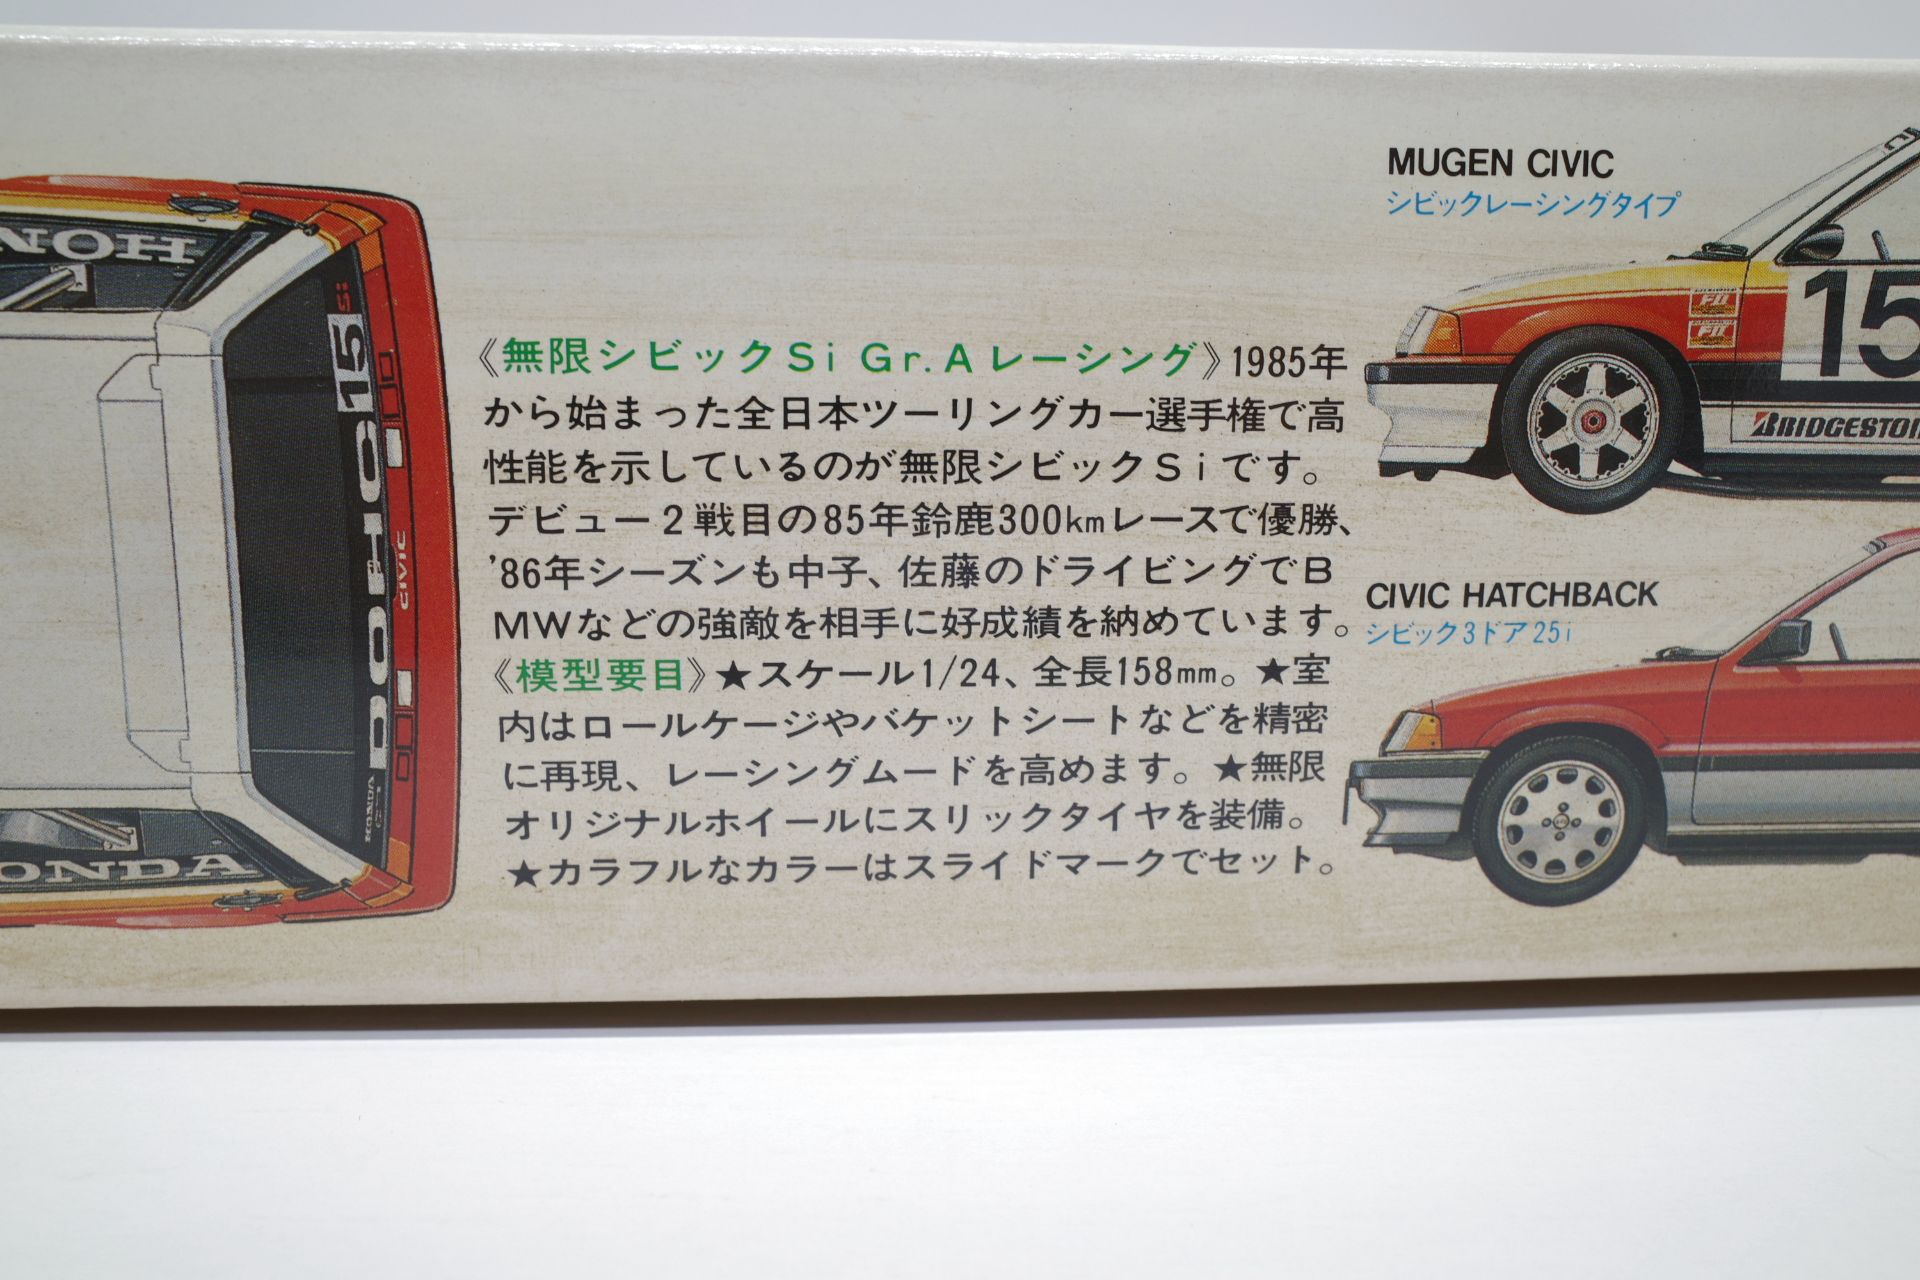 《無限シビックSi Gr.Aレーシング》1985年
から始まった全日本ツーリングカー選手権で高
性能を示しているのが無限シビックSiです。
デビュー2戦目の85年鈴鹿300kmレースで優勝、
'86年シーズンも中子、佐藤のドライビングでB
MWなどの強敵を相手に好成績を納めています。
《模型要目》★スケール1/24、全長158mm。★室
内はロールケージやバケットシートなどを精密
に再現、レーシングムードを高めます。★無限
オリジナルホイールにスリックタイヤを装備。
★カラフルなカラーはスライドマークでセット。
MUGEN CIVIC
シビックレーシングタイプ
15
BRIDGESTON
CIVIC HATCHBACK
シビック3ドア25i
NOH
ONDA
Si
15
DOHC
CIVIC
HONDA